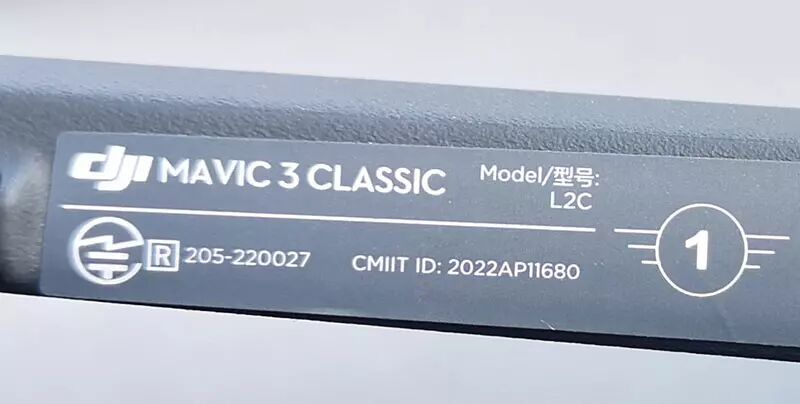 dji MAVIC 3 CLASSIC
Model/型号:
L2C
R 205-220027 CMIIT ID: 2022AP11680
1